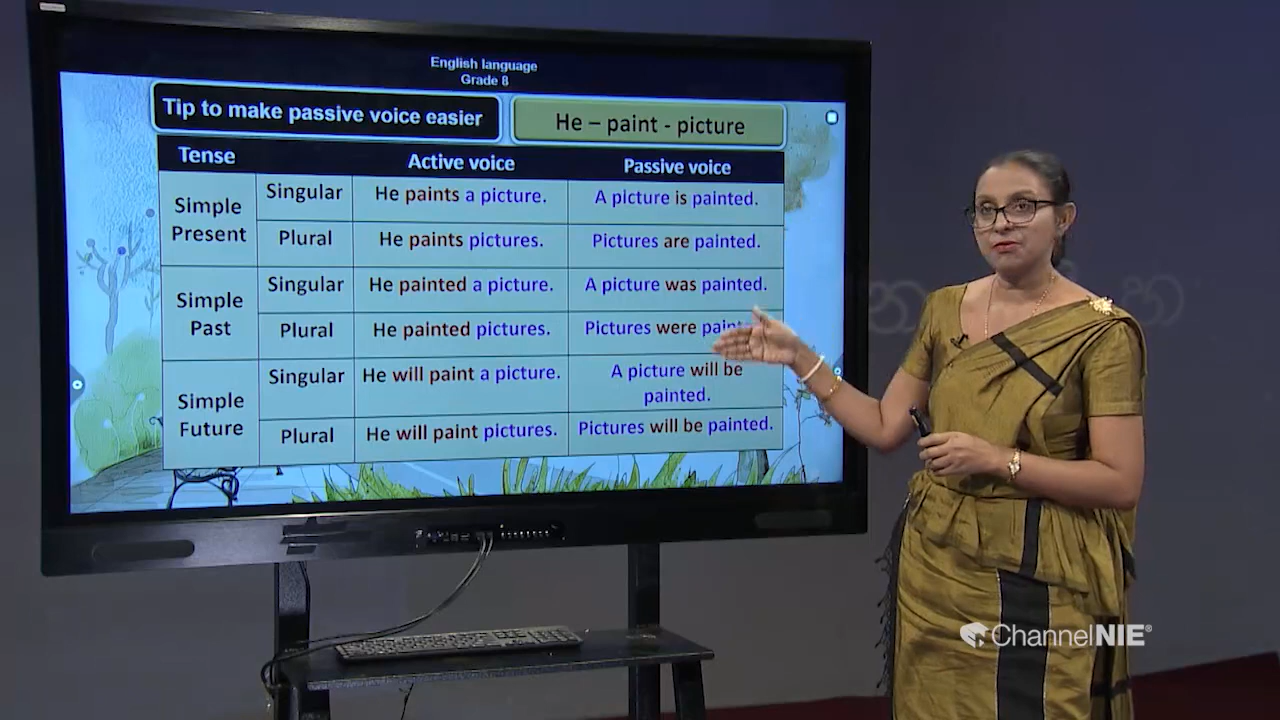 English language
Grade 8
Tip to make passive voice easier
He – paint - picture
Tense Active voice Passive voice
Simple Present
Singular He paints a picture. A picture is painted.
Plural He paints pictures. Pictures are painted.
Simple Past
Singular He painted a picture. A picture was painted.
Plural He painted pictures. Pictures were
Simple Future
Singular He will paint a picture. A picture will be
painted.
Plural He will paint pictures. Pictures will be painted.
ChannelNIE®